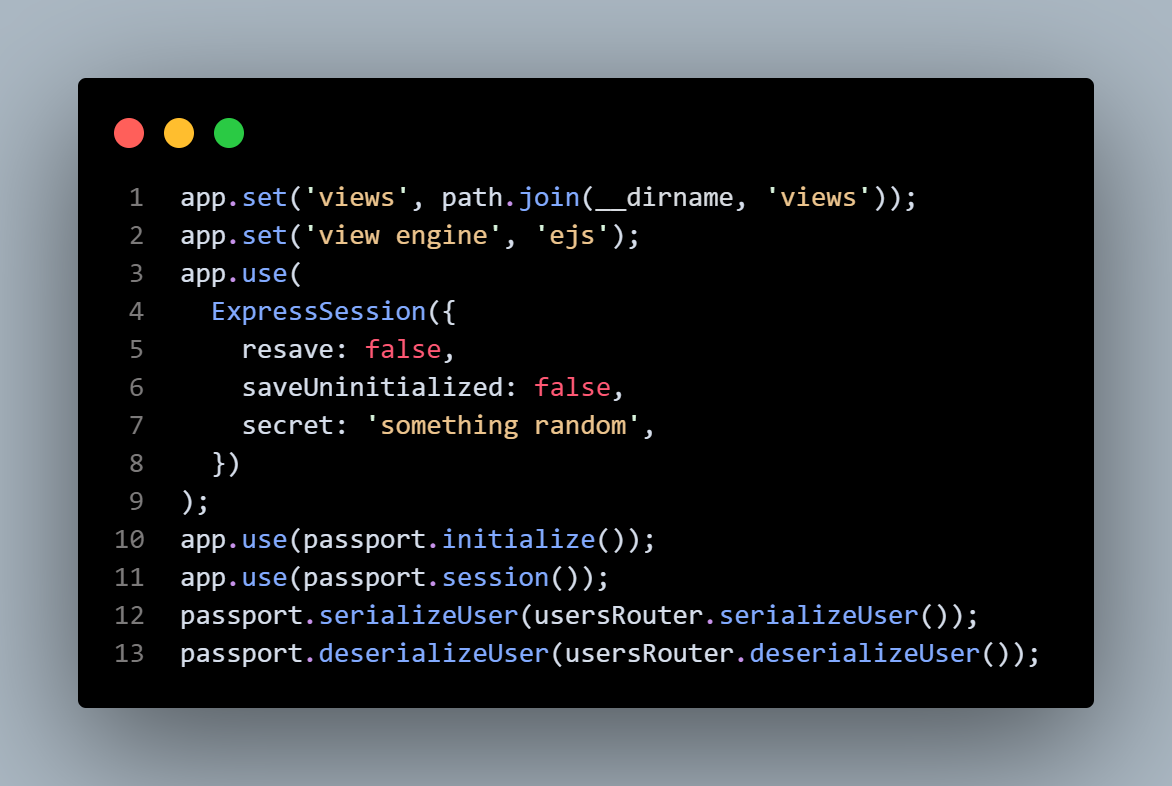 1 app.set('views', path.join(__dirname, 'views'));
2 app.set('view engine', 'ejs');
3 app.use(
4   ExpressSession({
5     resave: false,
6     saveUninitialized: false,
7     secret: 'something random',
8   })
9 );
10 app.use(passport.initialize());
11 app.use(passport.session());
12 passport.serializeUser(usersRouter.serializeUser());
13 passport.deserializeUser(usersRouter.deserializeUser());